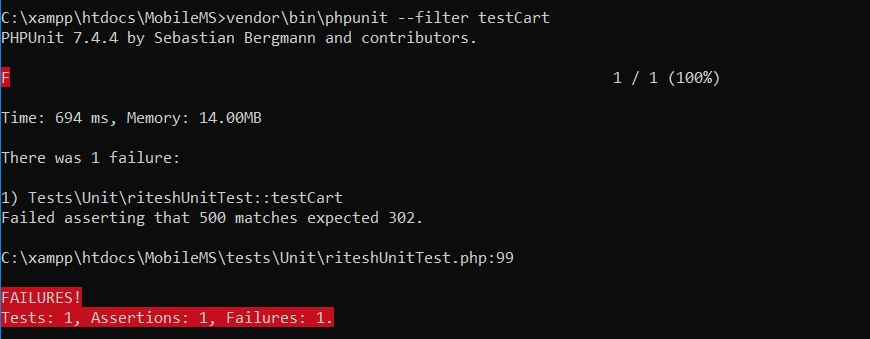 C:\xampp\htdocs\MobileMS>vendor\bin\phpunit --filter testCart
PHPUnit 7.4.4 by Sebastian Bergmann and contributors.
F 1 / 1 (100%)
Time: 694 ms, Memory: 14.00MB
There was 1 failure:
1) Tests\Unit\riteshUnitTest::testCart
Failed asserting that 500 matches expected 302.
C:\xampp\htdocs\MobileMS\tests\Unit\riteshUnitTest.php:99
FAILURES!
Tests: 1, Assertions: 1, Failures: 1.